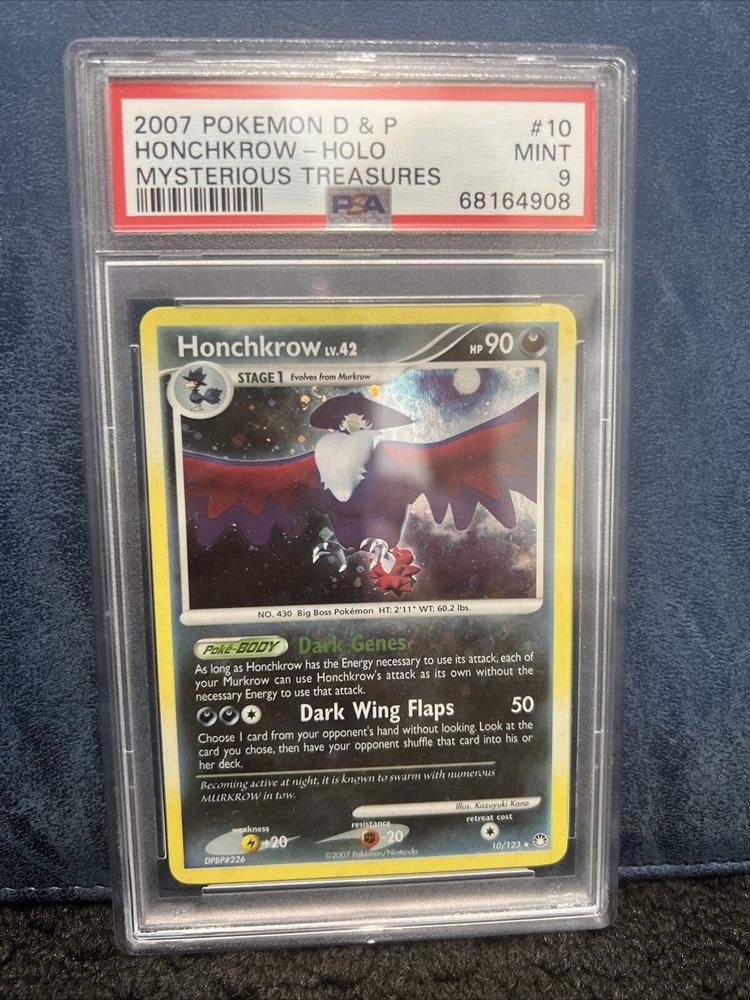 2007 POKEMON D & P #10
HONCHKROW - HOLO MINT
MYSTERIOUS TREASURES 9
PSA 68164908
Honchkrow LV.42 HP 90
STAGE 1 Evolves from Murkrow
NO. 430 Big Boss Pokémon HT: 2'11" WT: 60.2 lbs.
Poké-BODY Dark Genes
As long as Honchkrow has the Energy necessary to use its attack, each of
your Murkrow can use Honchkrow's attack as its own without the
necessary Energy to use that attack.
Dark Wing Flaps 50
Choose 1 card from your opponent's hand without looking. Look at the
card you chose, then have your opponent shuffle that card into his or
her deck.
Becoming active at night, it is known to swarm with numerous
MURKROW in tow.
Illus. Kazuyuki Kano
weakness resistance retreat cost
+20 -20
DPBP#226 ©2007 Pokémon/Nintendo 10/123